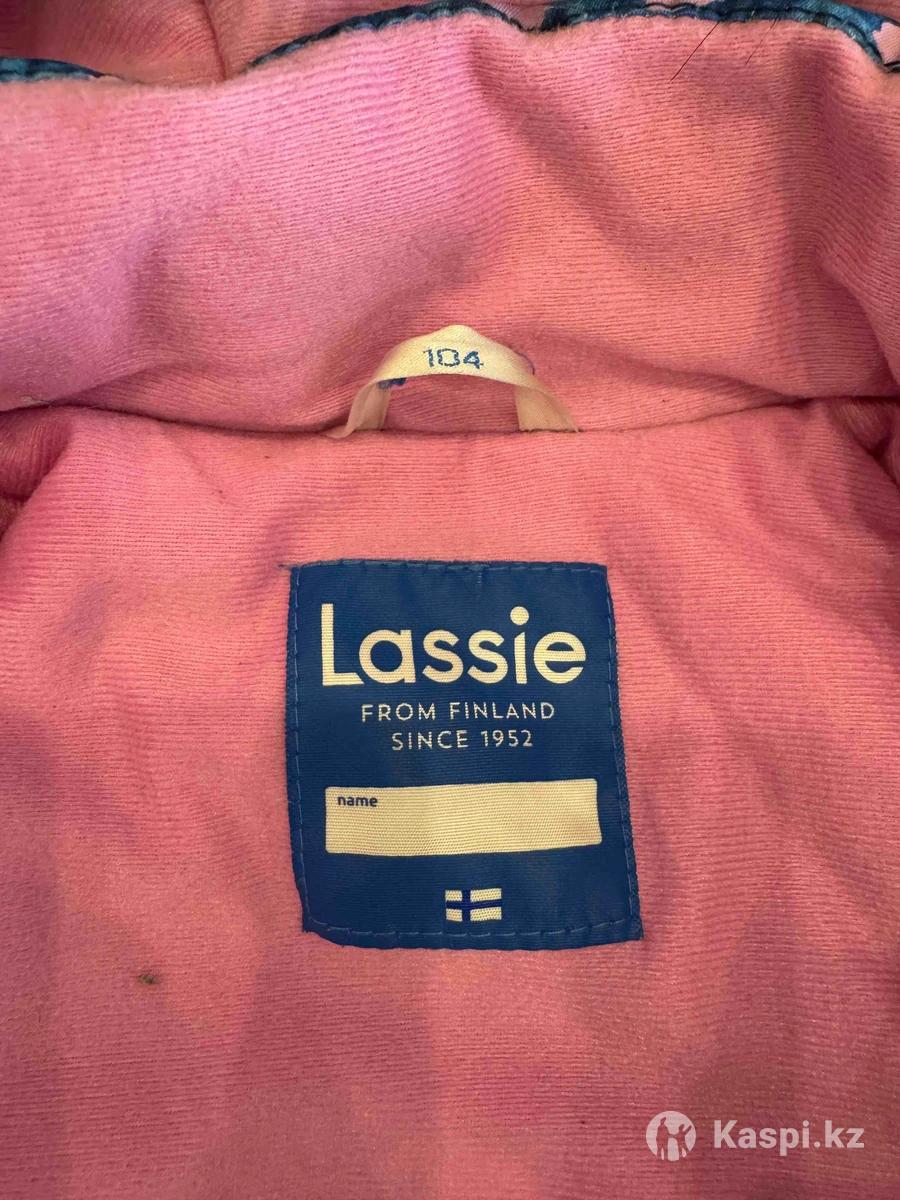 104
Lassie
FROM FINLAND
SINCE 1952
name
Kaspi.kz